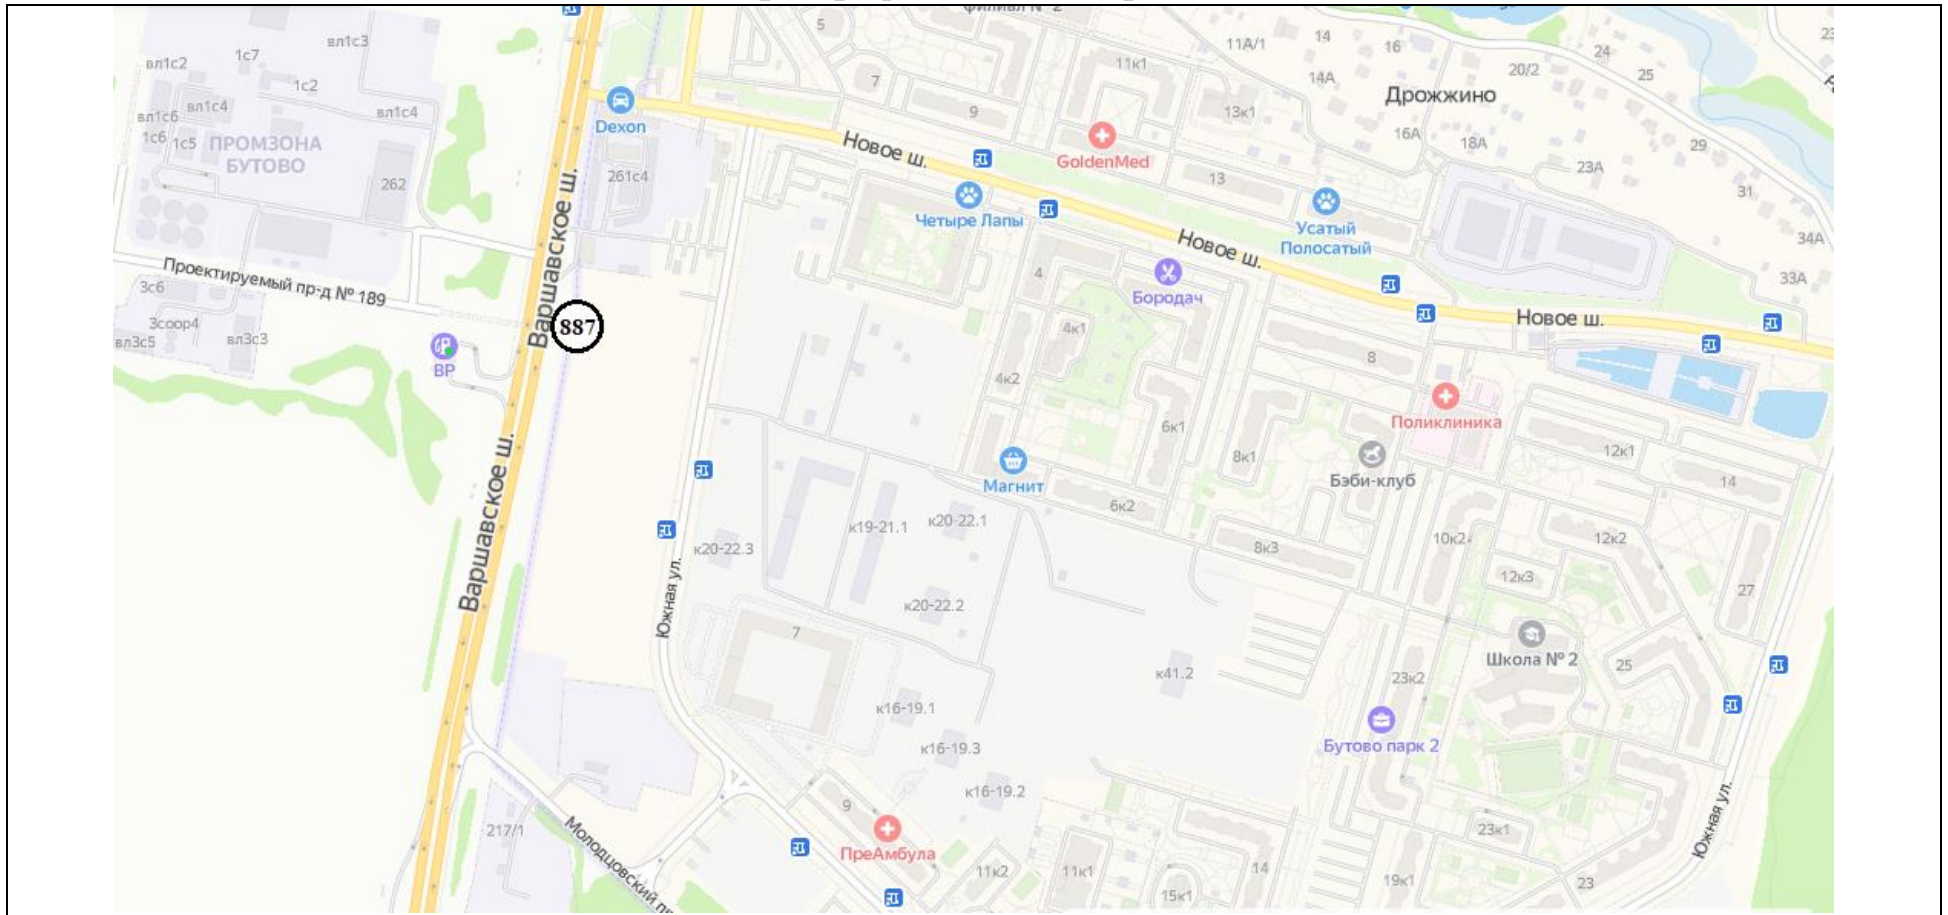 филиал № 2
5
11А/1
14
16
24
23
вл1с3
1с7
вл1с2
1с2
7
11к1
14А
20/2
25
вл1с4
вл1с4
вл1с6
Dexon
9
13к1
Дрожжино
1с6
1с5
ПРОМЗОНА
БУТОВО
262
261с4
Новое ш.
GoldenMed
13
16А
18А
23А
29
31
Четыре Лапы
Усатый
Полосатый
Новое ш.
34А
33А
Варшавское ш.
Проектируемый пр-д № 189
3с6
3соор4
вл3с5
вл3с3
887
BP
4
Бородач
4к1
Новое ш.
8
4к2
Поликлиника
6к1
8к1
Бэби-клуб
12к1
14
Магнит
6к2
Варшавское ш.
к19-21.1
к20-22.1
к20-22.3
8к3
10к2
12к2
12к3
27
к20-22.2
Южная ул.
7
Школа № 2
25
к41.2
23к2
к16-19.1
Бутово парк 2
к16-19.3
к16-19.2
9
217/1
Молодцовский пр
ПреАмбула
11к2
11к1
15к1
14
19к1
23к1
23
Южная ул.